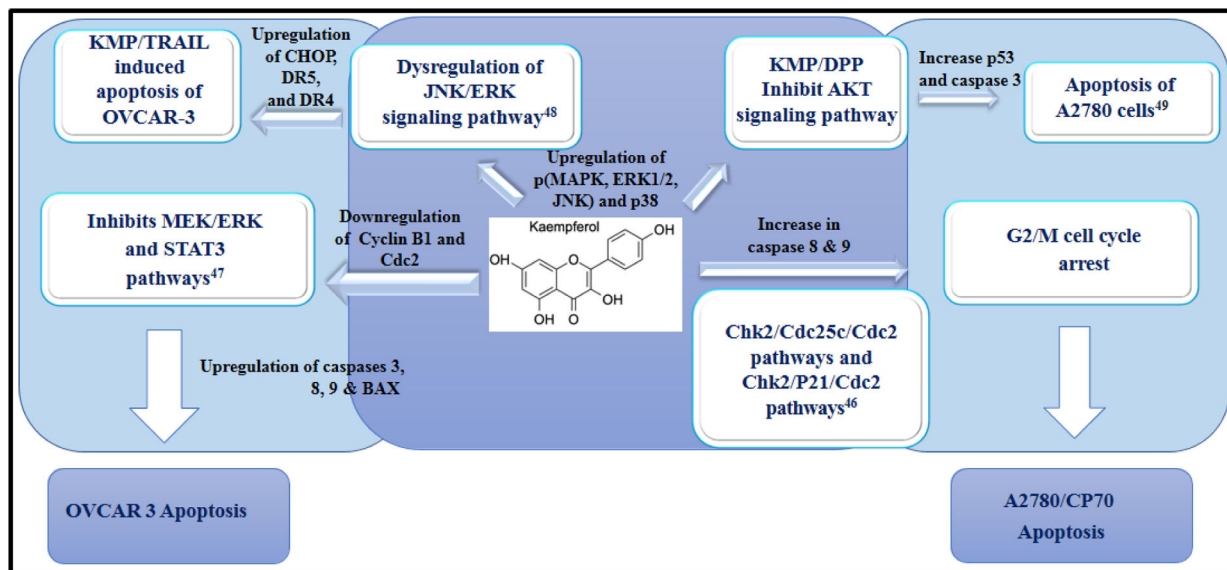 KMP/TRAIL
induced
apoptosis of
OVCAR-3
Upregulation
of CHOP,
DR5,
and DR4
Dysregulation of
JNK/ERK
signaling pathway48
KMP/DPP
Inhibit AKT
signaling pathway
Increase p53
and caspase 3
Apoptosis of
A2780 cells49
Upregulation of
p(MAPK, ERK1/2,
JNK) and p38
Inhibits MEK/ERK
and STAT3
pathways47
Downregulation
of Cyclin B1 and
Cdc2
Kaempferol
OH
HO
OH
OH
O
Increase in
caspase 8 & 9
G2/M cell cycle
arrest
Chk2/Cdc25c/Cdc2
pathways and
Chk2/P21/Cdc2
pathways46
Upregulation of caspases 3,
8, 9 & BAX
OVCAR 3 Apoptosis
A2780/CP70
Apoptosis